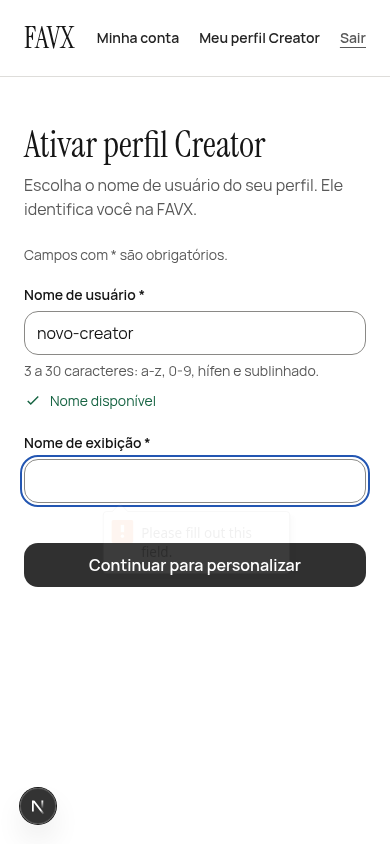 FAVX
Minha conta
Meu perfil Creator
Sair
Ativar perfil Creator
Escolha o nome de usuário do seu perfil. Ele
identifica você na FAVX.
Campos com * são obrigatórios.
Nome de usuário *
novo-creator
3 a 30 caracteres: a-z, 0-9, hífen e sublinhado.
Nome disponível
Nome de exibição *
Please fill out this
field.
Continuar para personalizar
N